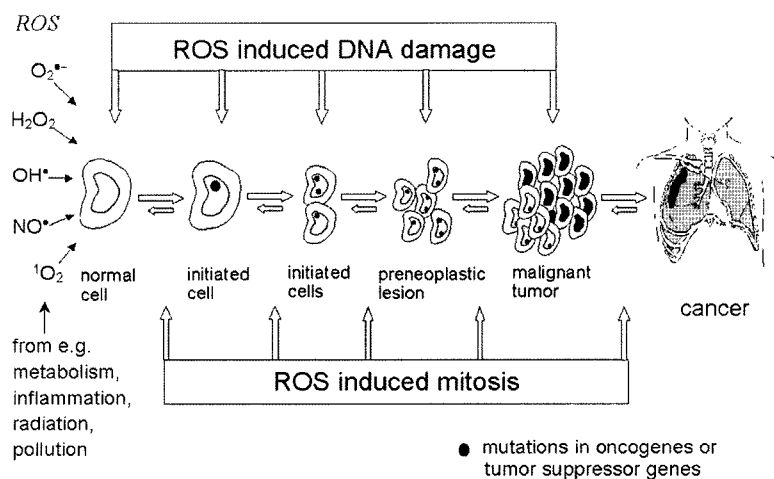 ROS
ROS induced DNA damage
O₂•−
H₂O₂
OH•
NO•
¹O₂
normal
cell
initiated
cell
initiated
cells
preneoplastic
lesion
malignant
tumor
cancer
from e.g.
metabolism,
inflammation,
radiation,
pollution
ROS induced mitosis
mutations in oncogenes or
tumor suppressor genes